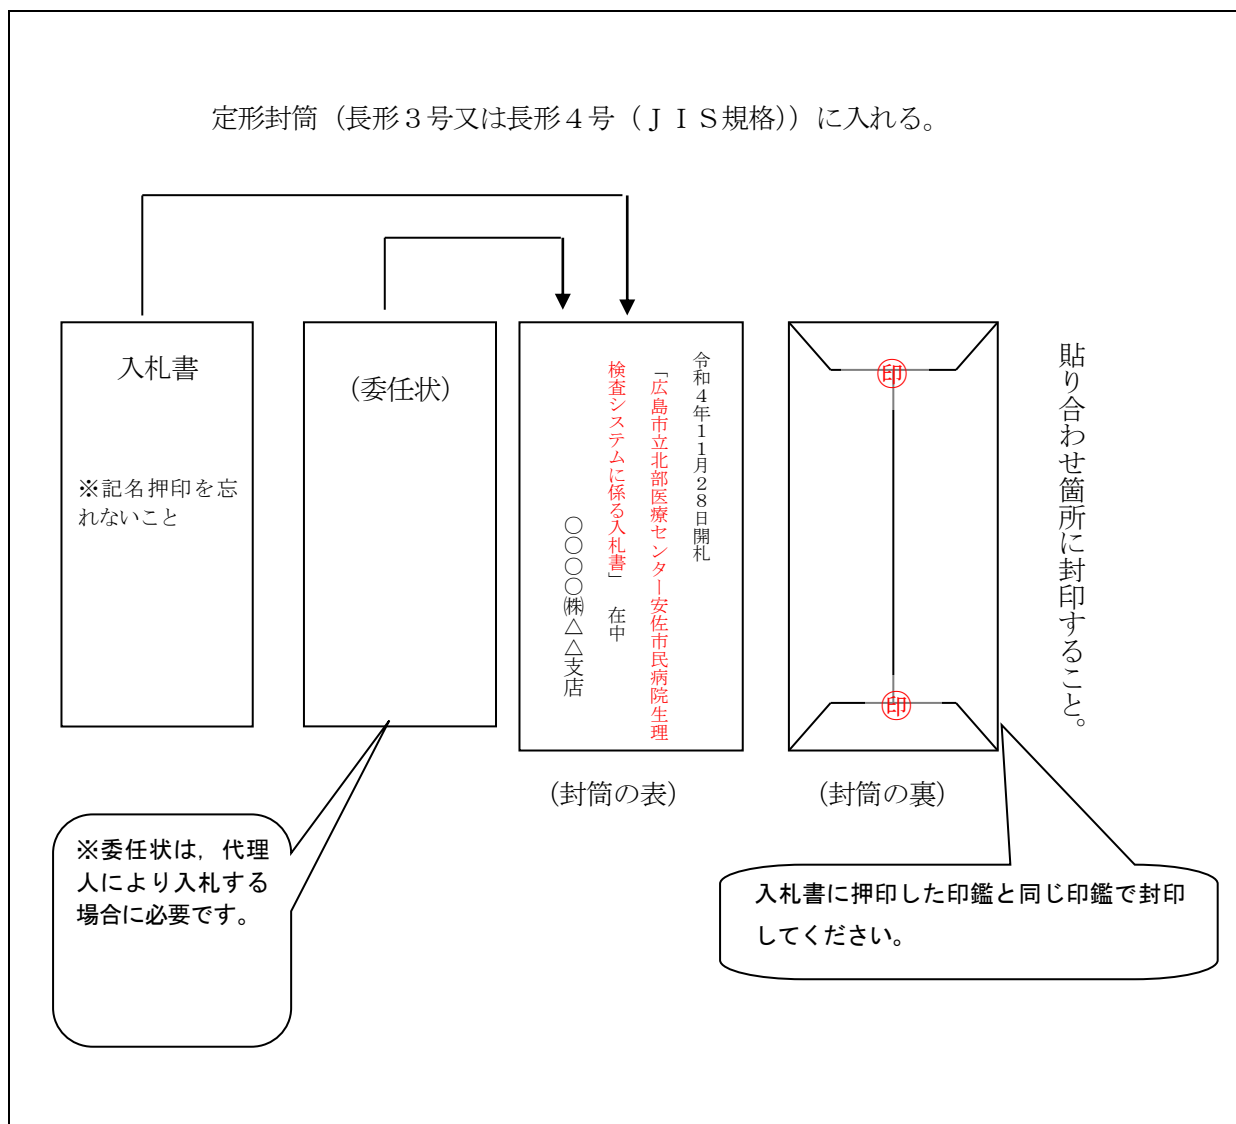 定形封筒（長形３号又は長形４号（ＪＩＳ規格））に入れる。
入札書
※記名押印を忘
れないこと
（委任状）
令和４年１１月２８日開札
「広島市立北部医療センター安佐市民病院生理
検査システムに係る入札書」　在中
〇〇〇〇〇㈱△△支店
（封筒の表）
印
印
（封筒の裏）
貼り合わせ箇所に封印すること。
※委任状は，代理
人により入札する
場合に必要です。
入札書に押印した印鑑と同じ印鑑で封印
してください。